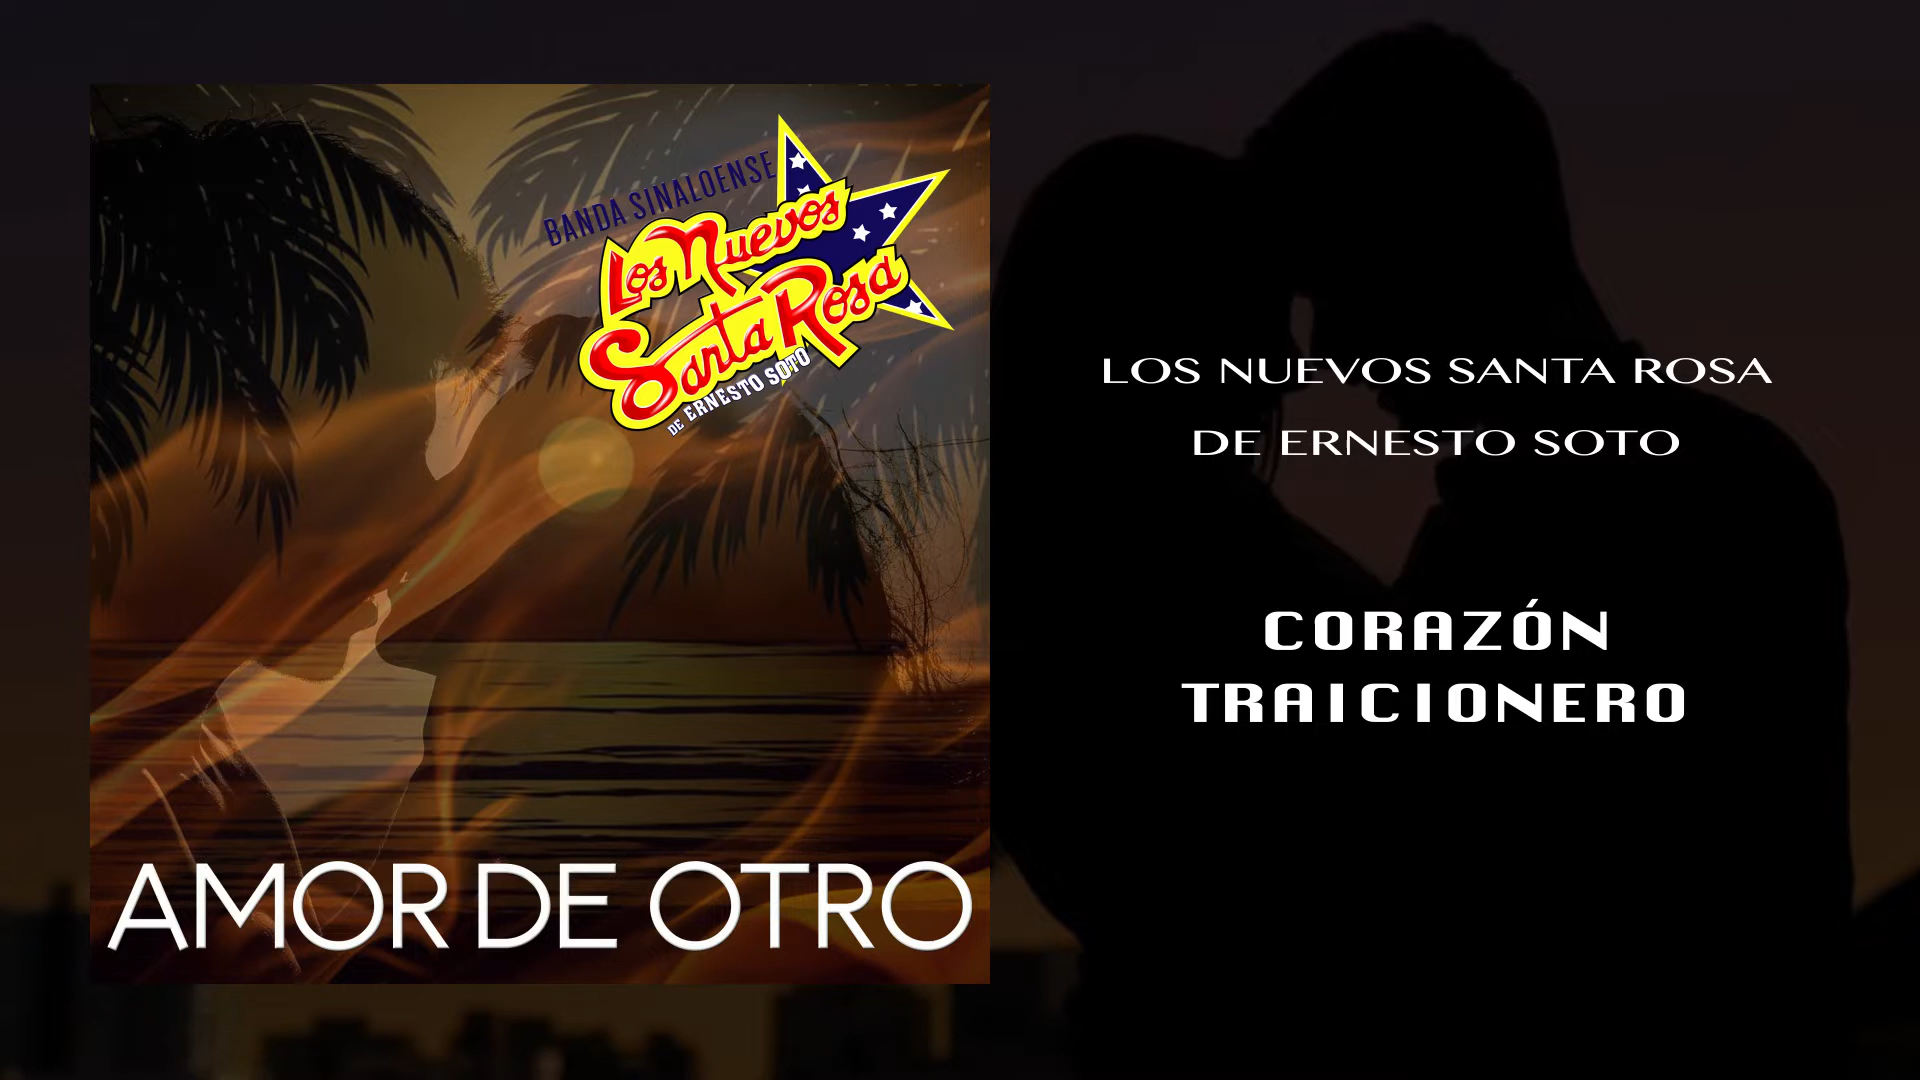 BANDA SINALOENSE
Los Nuevos
Santa Rosa
DE ERNESTO SOTO
AMOR DE OTRO
LOS NUEVOS SANTA ROSA
DE ERNESTO SOTO
CORAZÓN
TRAICIONERO